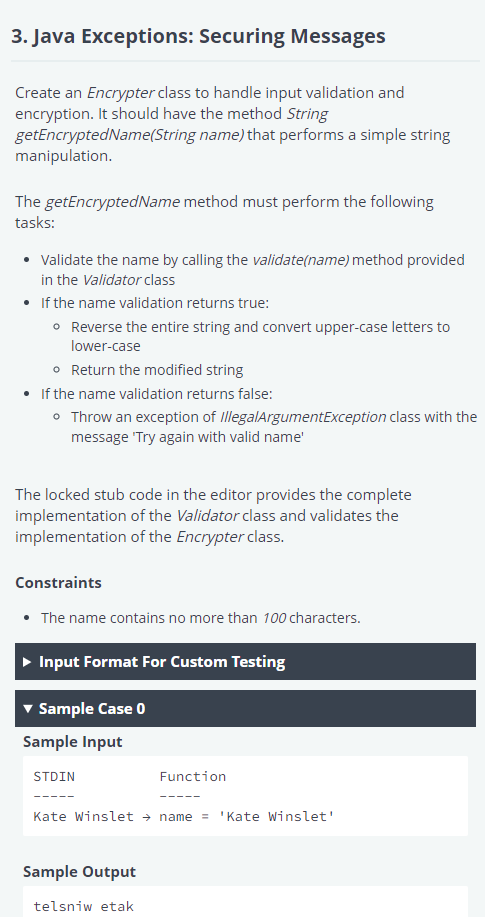 3. Java Exceptions: Securing Messages
Create an Encrypter class to handle input validation and
encryption. It should have the method String
getEncryptedName(String name) that performs a simple string
manipulation.
The getEncryptedName method must perform the following
tasks:
• Validate the name by calling the validate(name) method provided
in the Validator class
• If the name validation returns true:
◦ Reverse the entire string and convert upper-case letters to
lower-case
◦ Return the modified string
• If the name validation returns false:
◦ Throw an exception of IllegalArgumentException class with the
message 'Try again with valid name'
The locked stub code in the editor provides the complete
implementation of the Validator class and validates the
implementation of the Encrypter class.
Constraints
• The name contains no more than 100 characters.
▶ Input Format For Custom Testing
▼ Sample Case 0
Sample Input
STDIN Function
----- -----
Kate Winslet → name = 'Kate Winslet'
Sample Output
telsniw etak